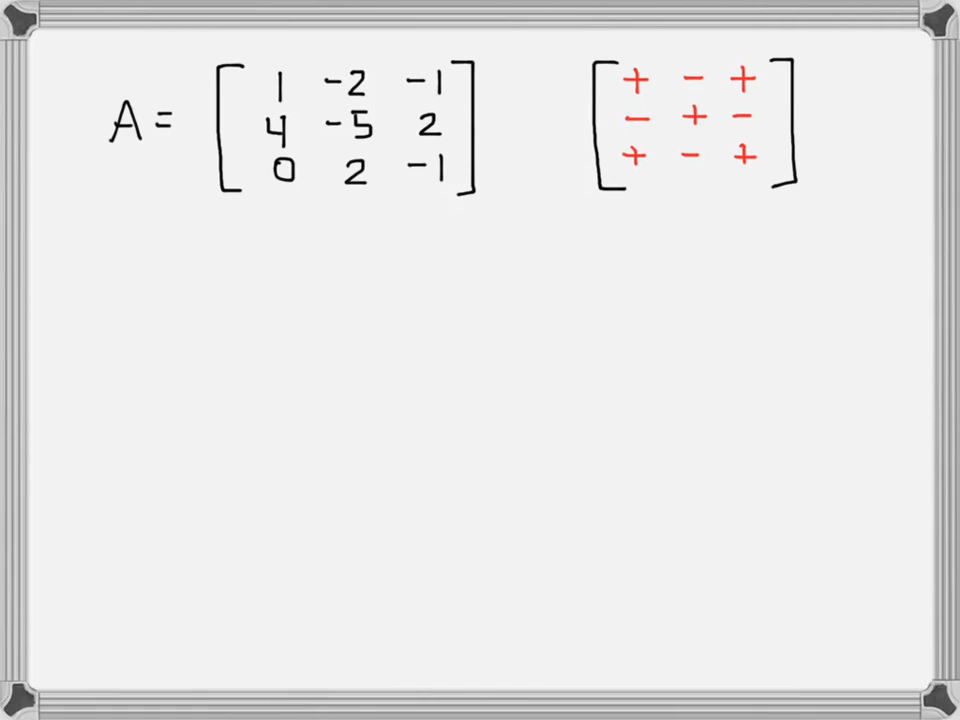 A = [ 1 -2 -1 ] [ + - + ]
[ 4 -5 2 ] [ - + - ]
[ 0 2 -1 ] [ + - + ]